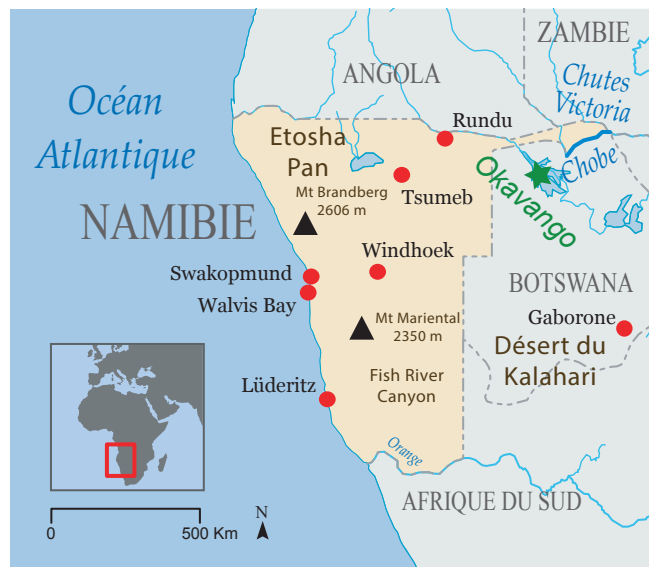 ZAMBIE
ANGOLA
Chutes
Victoria
Océan
Atlantique
Rundu
Etosha
Pan
Chobe
Okavango
Mt Brandberg
2606 m
Tsumeb
NAMIBIE
Windhoek
Swakopmund
Walvis Bay
BOTSWANA
Gaborone
Mt Mariental
2350 m
Désert du
Kalahari
Fish River
Canyon
Lüderitz
Orange
AFRIQUE DU SUD
N
0
500 Km